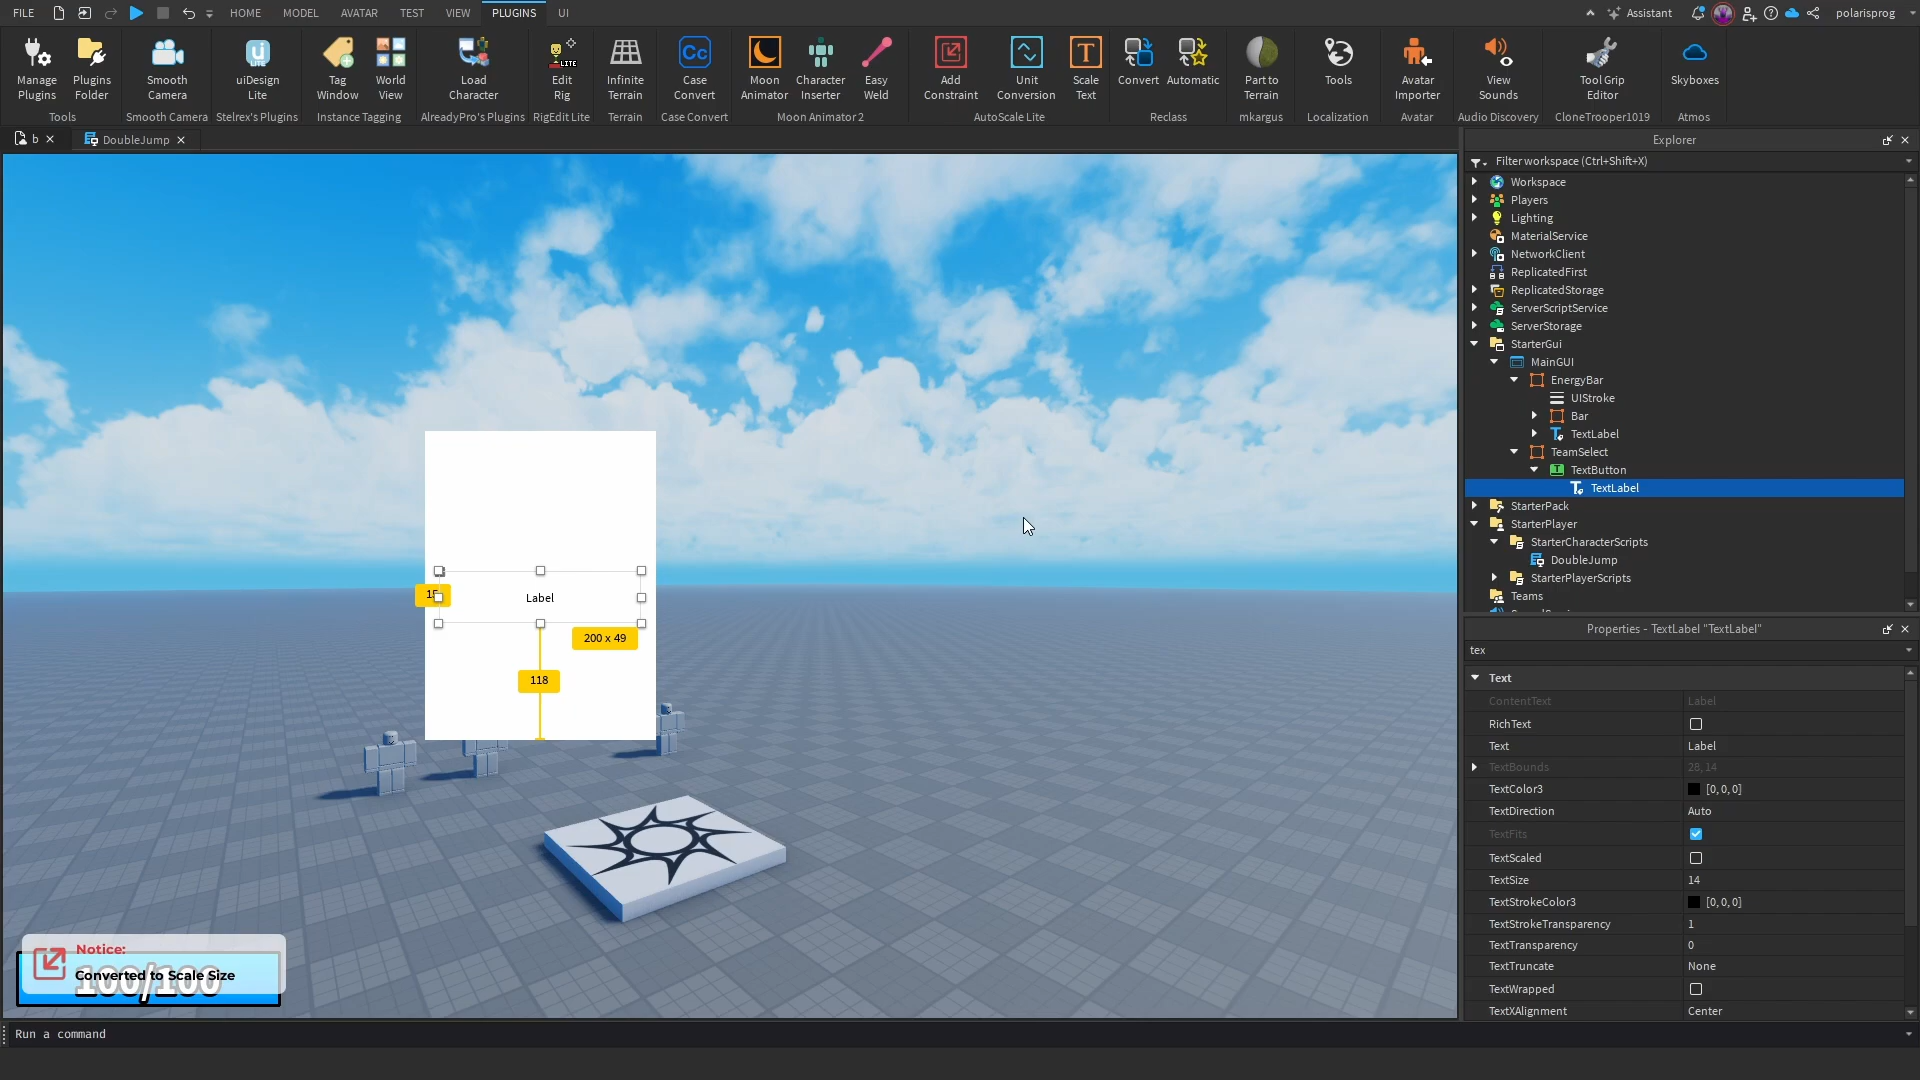 FILE HOME MODEL AVATAR TEST VIEW PLUGINS UI Assistant polarisprog
Manage Plugins
Plugins Folder
Smooth Camera
uiDesign Lite
Tag Window
World View
Load Character
Edit Rig
Infinite Terrain
Case Convert
Moon Animator
Character Inserter
Easy Weld
Add Constraint
Unit Conversion
Scale Text
Convert
Automatic
Part to Terrain
Tools
Avatar Importer
View Sounds
Tool Grip Editor
Skyboxes
Tools Smooth Camera Stelrex's Plugins Instance Tagging AlreadyPro's Plugins RigEdit Lite Terrain Case Convert Moon Animator 2 AutoScale Lite Reclass mkargus Localization Avatar Audio Discovery CloneTrooper1019 Atmos
b DoubleJump
Explorer
Filter workspace (Ctrl+Shift+X)
Workspace
Players
Lighting
MaterialService
NetworkClient
ReplicatedFirst
ReplicatedStorage
ServerScriptService
ServerStorage
StarterGui
MainGUI
EnergyBar
UIStroke
Bar
TextLabel
TeamSelect
TextButton
TextLabel
StarterPack
StarterPlayer
StarterCharacterScripts
DoubleJump
StarterPlayerScripts
Teams
Label
200 x 49
118
Properties - TextLabel "TextLabel"
tex
Text
ContentText Label
RichText
Text Label
TextBounds 28, 14
TextColor3 [0, 0, 0]
TextDirection Auto
TextFits
TextScaled
TextSize 14
TextStrokeColor3 [0, 0, 0]
TextStrokeTransparency 1
TextTransparency 0
TextTruncate None
TextWrapped
TextXAlignment Center
Notice:
Converted to Scale Size
100/100
Run a command